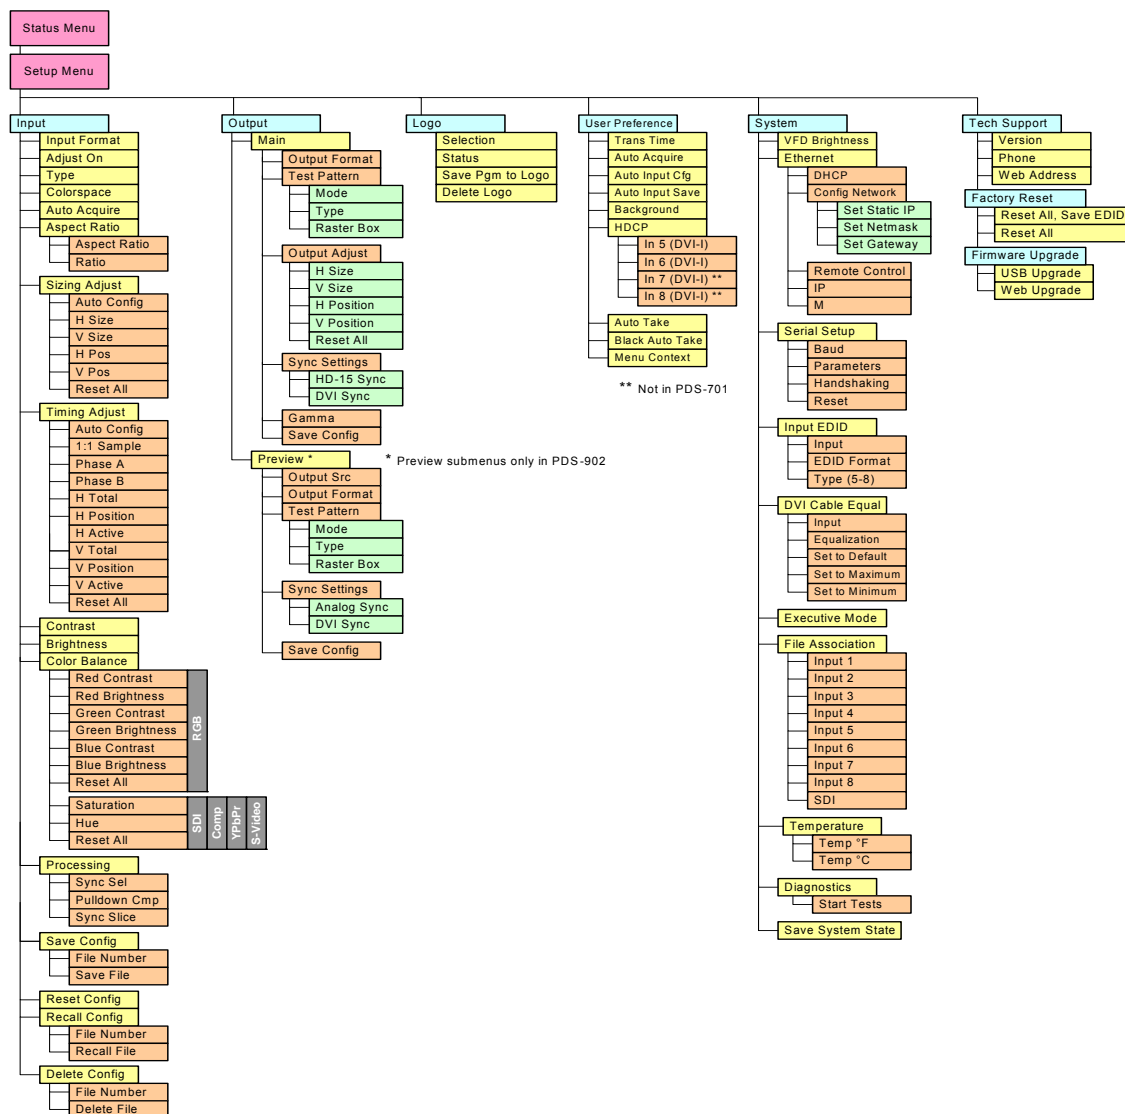 Status Menu
Setup Menu
Input
Input Format
Adjust On
Type
Colorspace
Auto Acquire
Aspect Ratio
Aspect Ratio
Ratio
Sizing Adjust
Auto Config
H Size
V Size
H Pos
V Pos
Reset All
Timing Adjust
Auto Config
1:1 Sample
Phase A
Phase B
H Total
H Position
H Active
V Total
V Position
V Active
Reset All
Contrast
Brightness
Color Balance
Red Contrast
Red Brightness
Green Contrast
Green Brightness
Blue Contrast
Blue Brightness
Reset All
RGB
Saturation
Hue
Reset All
SDI
Comp
YPbPr
S-Video
Processing
Sync Sel
Pulldown Cmp
Sync Slice
Save Config
File Number
Save File
Reset Config
Recall Config
File Number
Recall File
Delete Config
File Number
Delete File
Output
Main
Output Format
Test Pattern
Mode
Type
Raster Box
Output Adjust
H Size
V Size
H Position
V Position
Reset All
Sync Settings
HD-15 Sync
DVI Sync
Gamma
Save Config
Preview *
* Preview submenus only in PDS-902
Output Src
Output Format
Test Pattern
Mode
Type
Raster Box
Sync Settings
Analog Sync
DVI Sync
Save Config
Logo
Selection
Status
Save Pgm to Logo
Delete Logo
User Preference
Trans Time
Auto Acquire
Auto Input Cfg
Auto Input Save
Background
HDCP
In 5 (DVI-I)
In 6 (DVI-I)
In 7 (DVI-I) **
In 8 (DVI-I) **
Auto Take
Black Auto Take
Menu Context
** Not in PDS-701
System
VFD Brightness
Ethernet
DHCP
Config Network
Set Static IP
Set Netmask
Set Gateway
Remote Control
IP
M
Serial Setup
Baud
Parameters
Handshaking
Reset
Input EDID
Input
EDID Format
Type (5-8)
DVI Cable Equal
Input
Equalization
Set to Default
Set to Maximum
Set to Minimum
Executive Mode
File Association
Input 1
Input 2
Input 3
Input 4
Input 5
Input 6
Input 7
Input 8
SDI
Temperature
Temp °F
Temp °C
Diagnostics
Start Tests
Save System State
Tech Support
Version
Phone
Web Address
Factory Reset
Reset All, Save EDID
Reset All
Firmware Upgrade
USB Upgrade
Web Upgrade